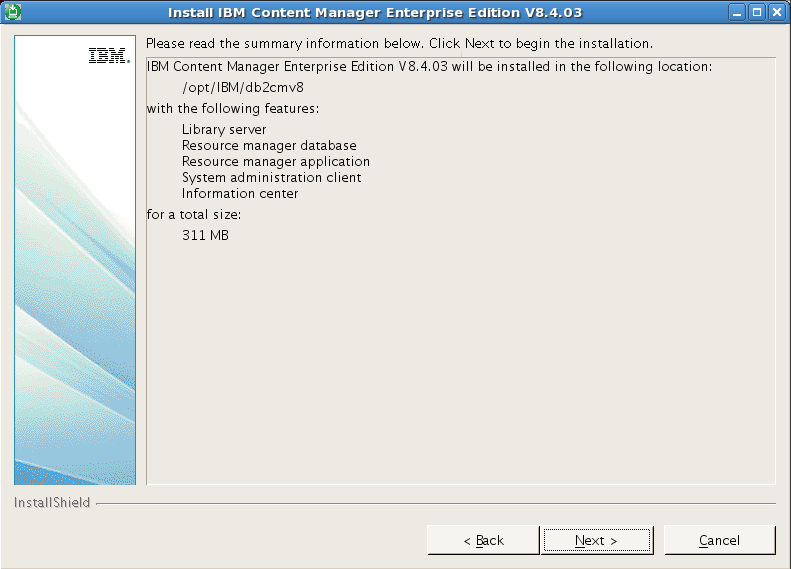 Install IBM Content Manager Enterprise Edition V8.4.03
IBM.
Please read the summary information below. Click Next to begin the installation.
IBM Content Manager Enterprise Edition V8.4.03 will be installed in the following location:
/opt/IBM/db2cmv8
with the following features:
Library server
Resource manager database
Resource manager application
System administration client
Information center
for a total size:
311 MB
InstallShield
< Back
Next >
Cancel